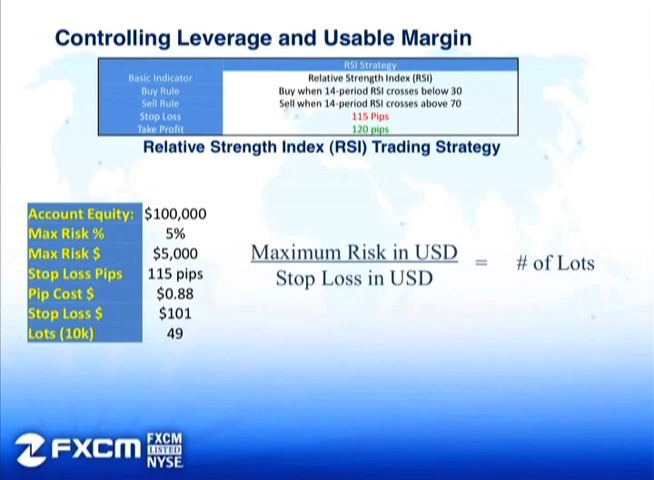 Controlling Leverage and Usable Margin
RSI Strategy
Basic Indicator Relative Strength Index (RSI)
Buy Rule Buy when 14-period RSI crosses below 30
Sell Rule Sell when 14-period RSI crosses above 70
Stop Loss 115 Pips
Take Profit 120 pips
Relative Strength Index (RSI) Trading Strategy
Account Equity: $100,000
Max Risk % 5%
Max Risk $ $5,000
Stop Loss Pips 115 pips
Pip Cost $ $0.88
Stop Loss $ $101
Lots (10k) 49
Maximum Risk in USD
Stop Loss in USD
= # of Lots
FXCM
FXCM
LISTED
NYSE